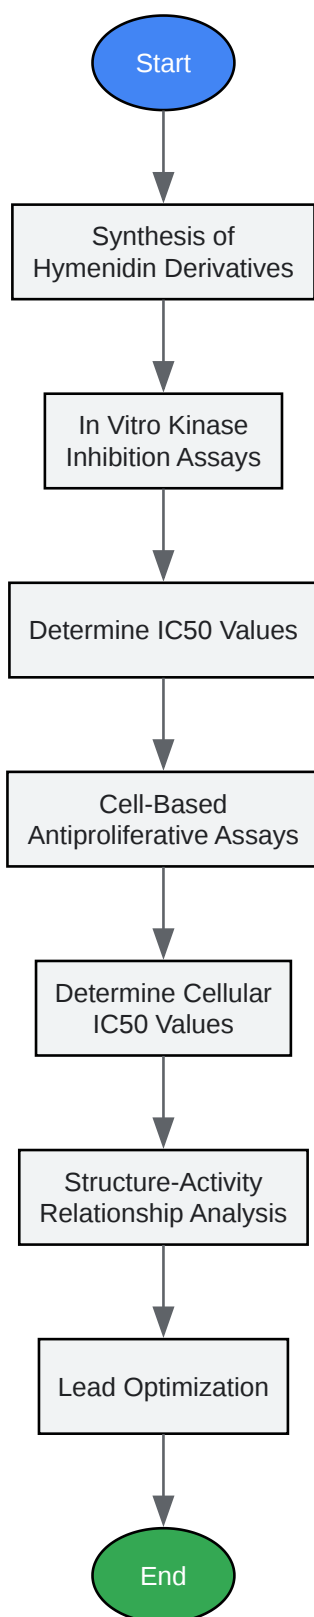 Start
Synthesis of
Hymenidin Derivatives
In Vitro Kinase
Inhibition Assays
Determine IC50 Values
Cell-Based
Antiproliferative Assays
Determine Cellular
IC50 Values
Structure-Activity
Relationship Analysis
Lead Optimization
End